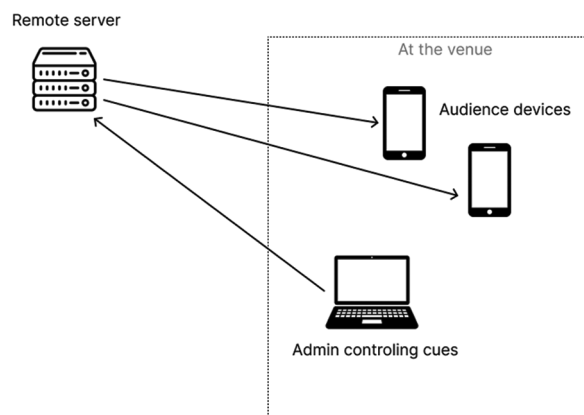 Remote server
At the venue
Audience devices
Admin controling cues